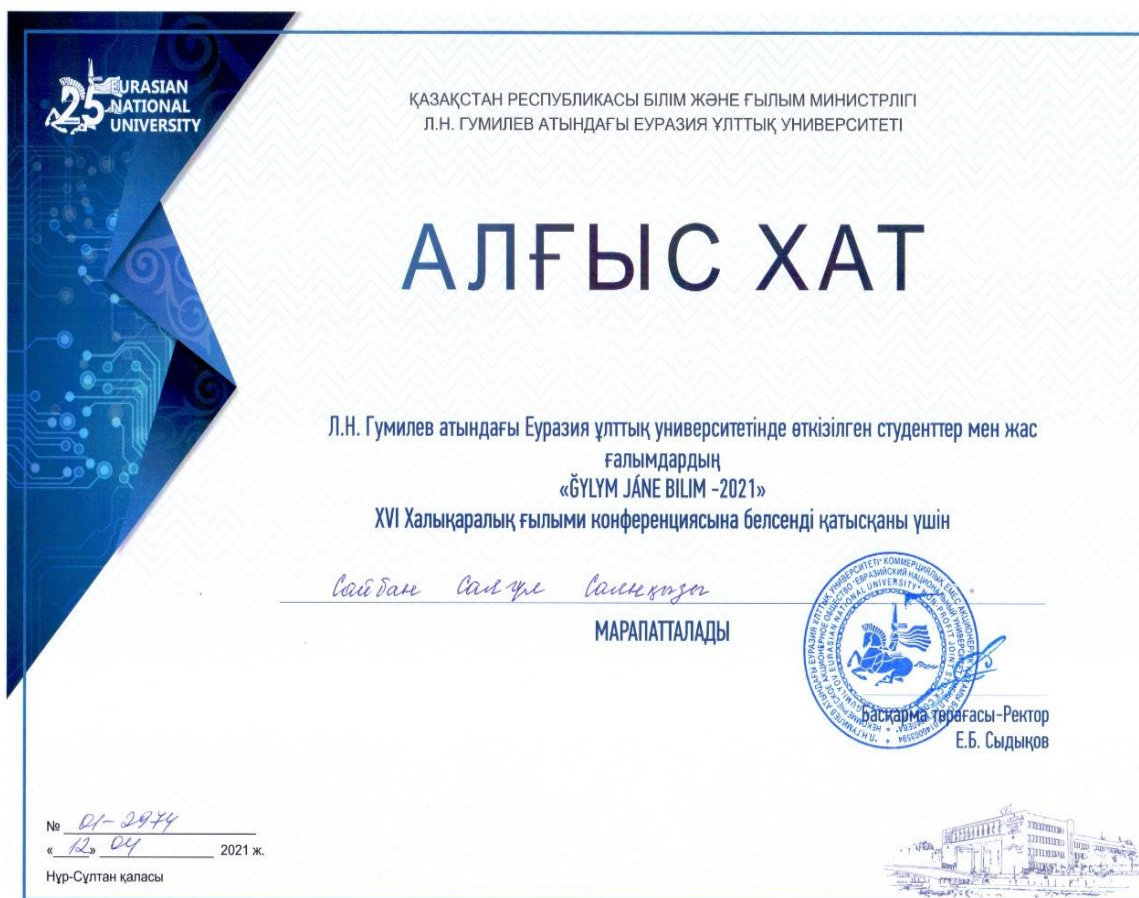 25 EURASIAN
NATIONAL
UNIVERSITY
ҚАЗАҚСТАН РЕСПУБЛИКАСЫ БІЛІМ ЖӘНЕ ҒЫЛЫМ МИНИСТРЛІГІ
Л.Н. ГУМИЛЕВ АТЫНДАҒЫ ЕУРАЗИЯ ҰЛТТЫҚ УНИВЕРСИТЕТІ
АЛҒЫС ХАТ
Л.Н. Гумилев атындағы Еуразия ұлттық университетінде өткізілген студенттер мен жас
ғалымдардың
«ĞYLYM JÁNE BILIM -2021»
XVI Халықаралық ғылыми конференциясына белсенді қатысқаны үшін
Сайбан
МАРАПАТТАЛАДЫ
Басқарма төрағасы-Ректор
Е.Б. Сыдықов
№ 01-2974
« 12 » 04 2021 ж.
Нұр-Сұлтан қаласы